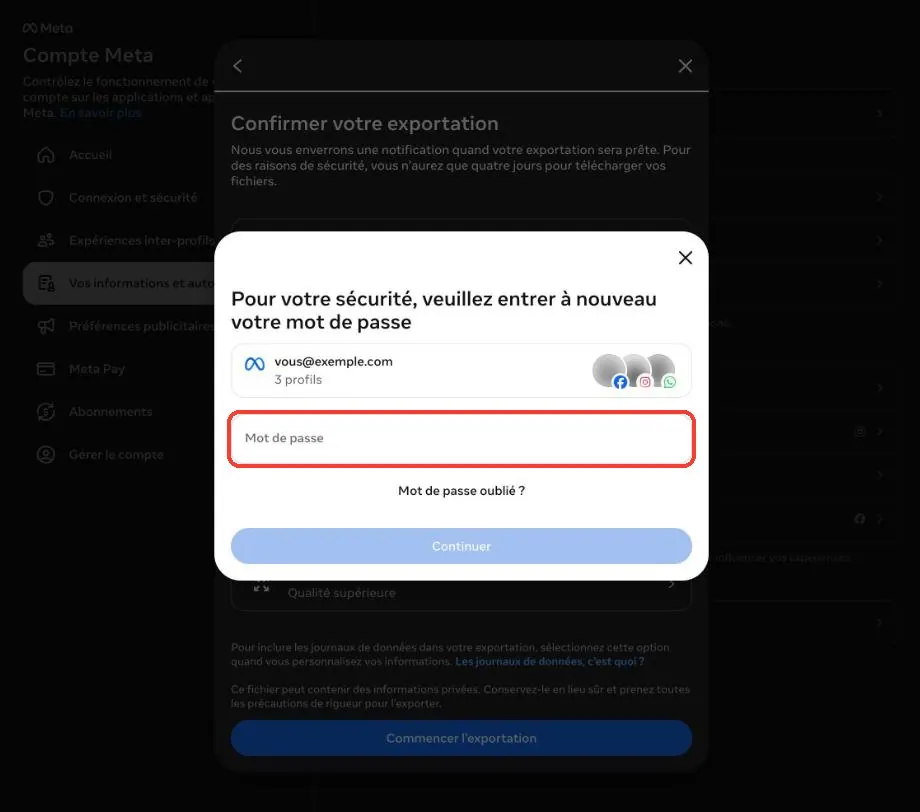 Meta
Compte Meta
Contrôlez le fonctionnement de
compte sur les applications et
Meta. En savoir plus
Accueil
Connexion et sécurité
Expériences inter-profils
Vos informations et auto
Préférences publicitaires
Meta Pay
Abonnements
Gérer le compte
Confirmer votre exportation
Nous vous enverrons une notification quand votre exportation sera prête. Pour
des raisons de sécurité, vous n'aurez que quatre jours pour télécharger vos
fichiers.
Pour votre sécurité, veuillez entrer à nouveau
votre mot de passe
vous@exemple.com
3 profils
Mot de passe
Mot de passe oublié ?
Continuer
Qualité supérieure
Pour inclure les journaux de données dans votre exportation, sélectionnez cette option
quand vous personnalisez vos informations. Les journaux de données, c'est quoi ?
Ce fichier peut contenir des informations privées. Conservez-le en lieu sûr et prenez toutes
les précautions de rigueur pour l'exporter.
Commencer l'exportation
influencer vos expériences.